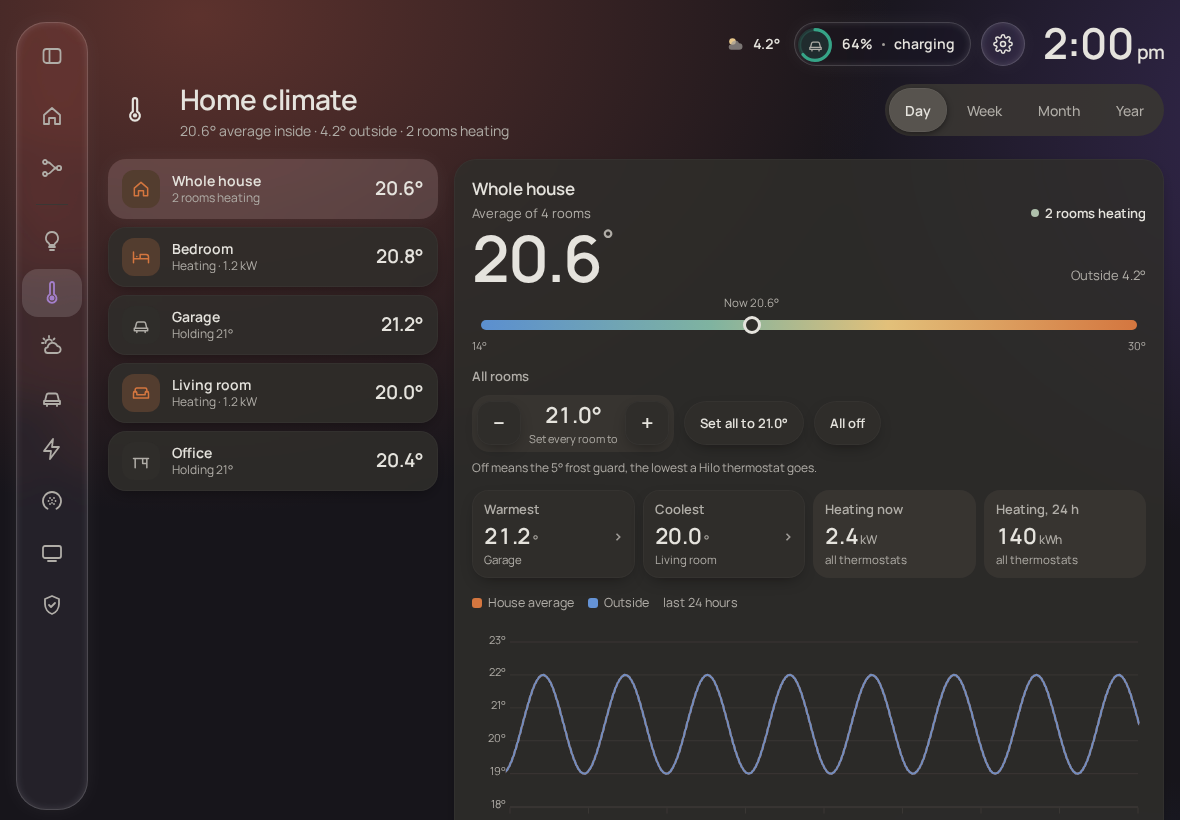 4.2°
64% • charging
2:00 pm
Home climate
20.6° average inside · 4.2° outside · 2 rooms heating
Day Week Month Year
Whole house
2 rooms heating
20.6°
Bedroom
Heating · 1.2 kW
20.8°
Garage
Holding 21°
21.2°
Living room
Heating · 1.2 kW
20.0°
Office
Holding 21°
20.4°
Whole house
Average of 4 rooms
2 rooms heating
20.6°
Outside 4.2°
Now 20.6°
14° 30°
All rooms
− 21.0° +
Set every room to
Set all to 21.0°
All off
Off means the 5° frost guard, the lowest a Hilo thermostat goes.
Warmest
21.2°
Garage
Coolest
20.0°
Living room
Heating now
2.4 kW
all thermostats
Heating, 24 h
140 kWh
all thermostats
House average Outside last 24 hours
23°
22°
21°
20°
19°
18°